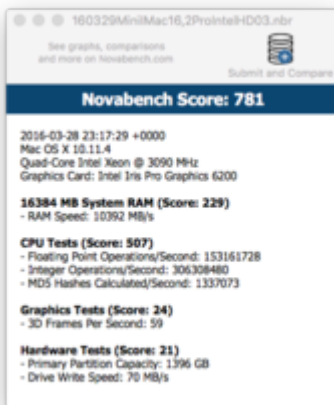 160329MiniMac16,2ProIntelHD03.nbr
See graphs, comparisons
and more on Novabench.com
Submit and Compare
Novabench Score: 781
2016-03-28 23:17:29 +0000
Mac OS X 10.11.4
Quad-Core Intel Xeon @ 3090 MHz
Graphics Card: Intel Iris Pro Graphics 6200
16384 MB System RAM (Score: 229)
- RAM Speed: 10392 MB/s
CPU Tests (Score: 507)
- Floating Point Operations/Second: 153161728
- Integer Operations/Second: 306308480
- MD5 Hashes Calculated/Second: 1337073
Graphics Tests (Score: 24)
- 3D Frames Per Second: 59
Hardware Tests (Score: 21)
- Primary Partition Capacity: 1396 GB
- Drive Write Speed: 70 MB/s